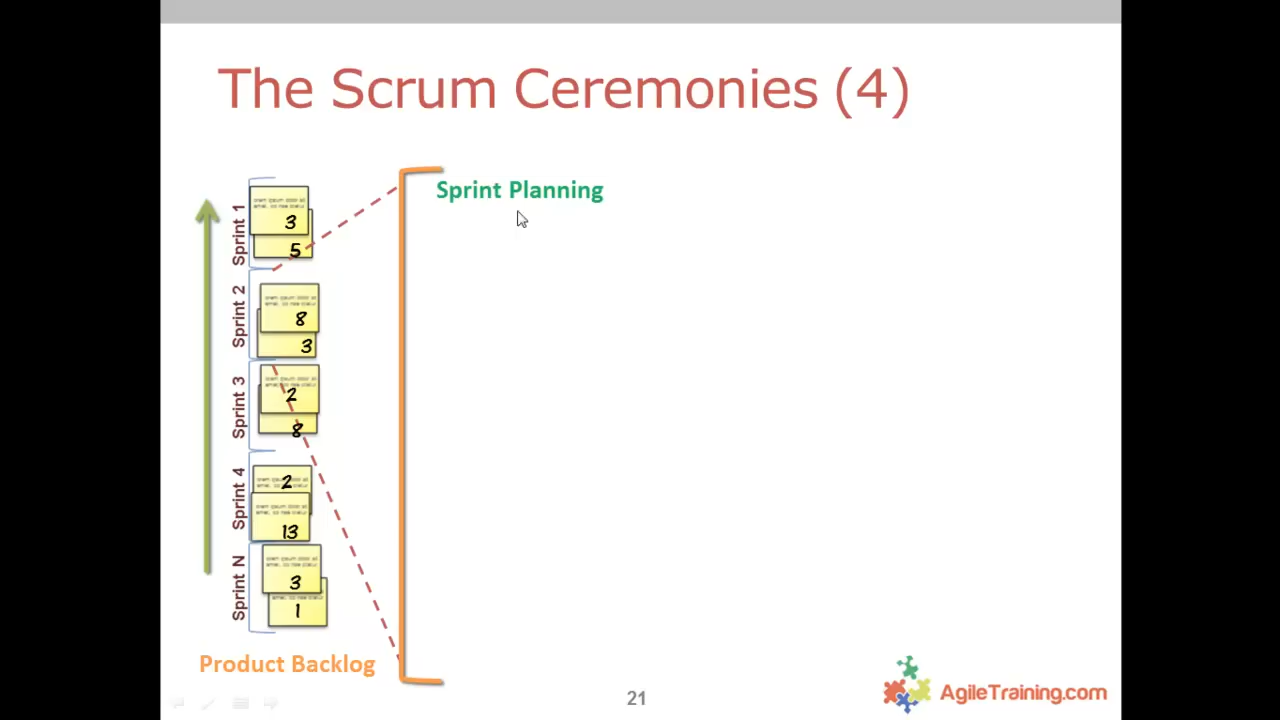 The Scrum Ceremonies (4)
Sprint Planning
Sprint 1
3
5
Sprint 2
8
3
Sprint 3
2
8
Sprint 4
2
13
Sprint N
3
1
Product Backlog
21
AgileTraining.com